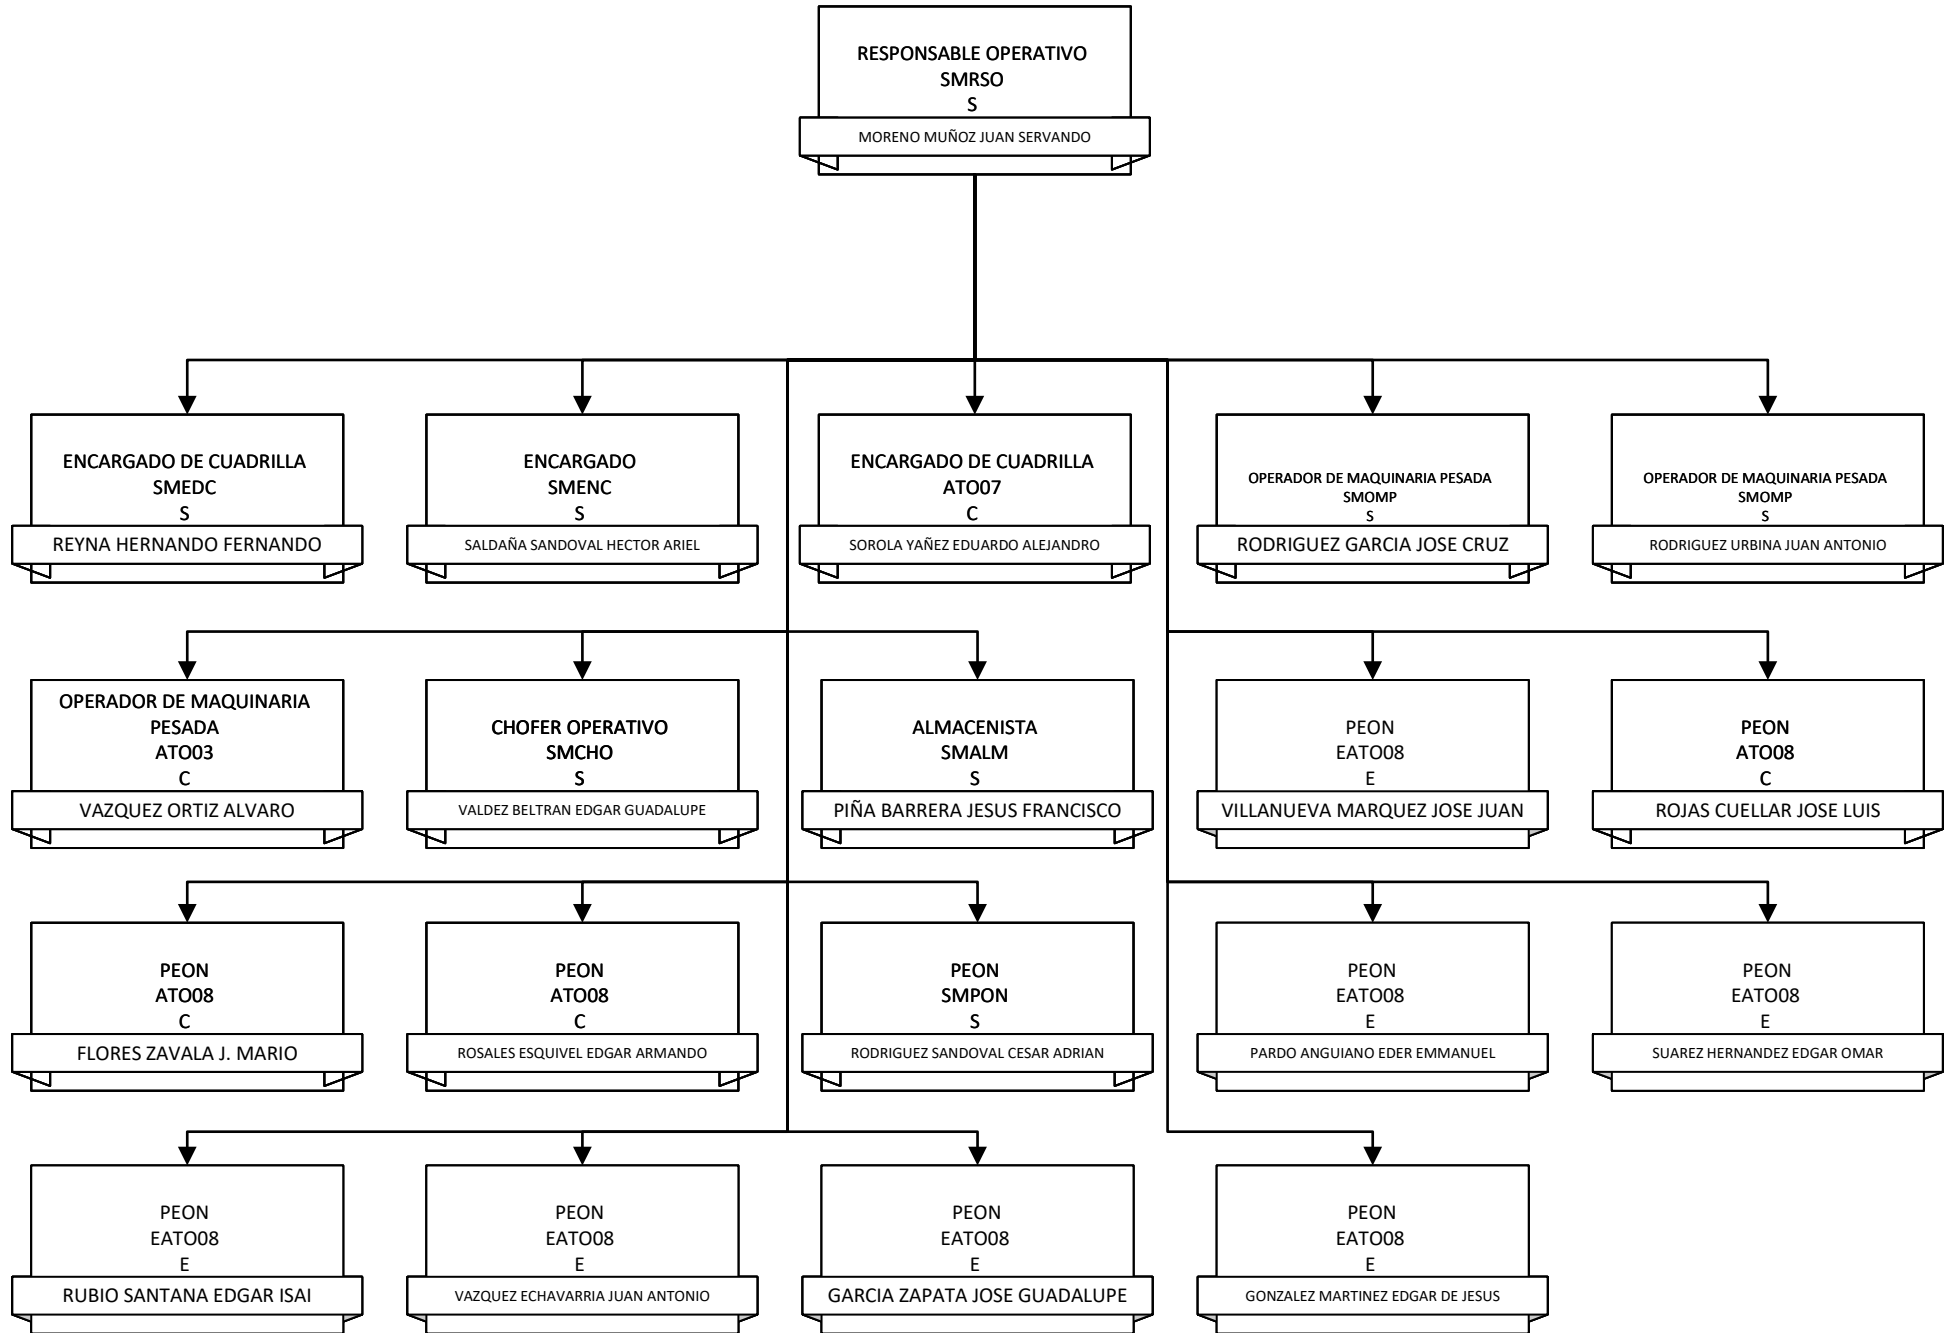 RESPONSABLE OPERATIVO
SMRSO
S
MORENO MUÑOZ JUAN SERVANDO
ENCARGADO DE CUADRILLA
SMEDC
S
REYNA HERNANDO FERNANDO
ENCARGADO
SMENC
S
SALDAÑA SANDOVAL HECTOR ARIEL
ENCARGADO DE CUADRILLA
ATO07
C
SOROLA YAÑEZ EDUARDO ALEJANDRO
OPERADOR DE MAQUINARIA PESADA
SMOMP
S
RODRIGUEZ GARCIA JOSE CRUZ
OPERADOR DE MAQUINARIA PESADA
SMOMP
S
RODRIGUEZ URBINA JUAN ANTONIO
OPERADOR DE MAQUINARIA
PESADA
ATO03
C
VAZQUEZ ORTIZ ALVARO
CHOFER OPERATIVO
SMCHO
S
VALDEZ BELTRAN EDGAR GUADALUPE
ALMACENISTA
SMALM
S
PIÑA BARRERA JESUS FRANCISCO
PEON
EATO08
E
VILLANUEVA MARQUEZ JOSE JUAN
PEON
ATO08
C
ROJAS CUELLAR JOSE LUIS
PEON
ATO08
C
FLORES ZAVALA J. MARIO
PEON
ATO08
C
ROSALES ESQUIVEL EDGAR ARMANDO
PEON
SMPON
S
RODRIGUEZ SANDOVAL CESAR ADRIAN
PEON
EATO08
E
PARDO ANGUIANO EDER EMMANUEL
PEON
EATO08
E
SUAREZ HERNANDEZ EDGAR OMAR
PEON
EATO08
E
RUBIO SANTANA EDGAR ISAI
PEON
EATO08
E
VAZQUEZ ECHAVARRIA JUAN ANTONIO
PEON
EATO08
E
GARCIA ZAPATA JOSE GUADALUPE
PEON
EATO08
E
GONZALEZ MARTINEZ EDGAR DE JESUS